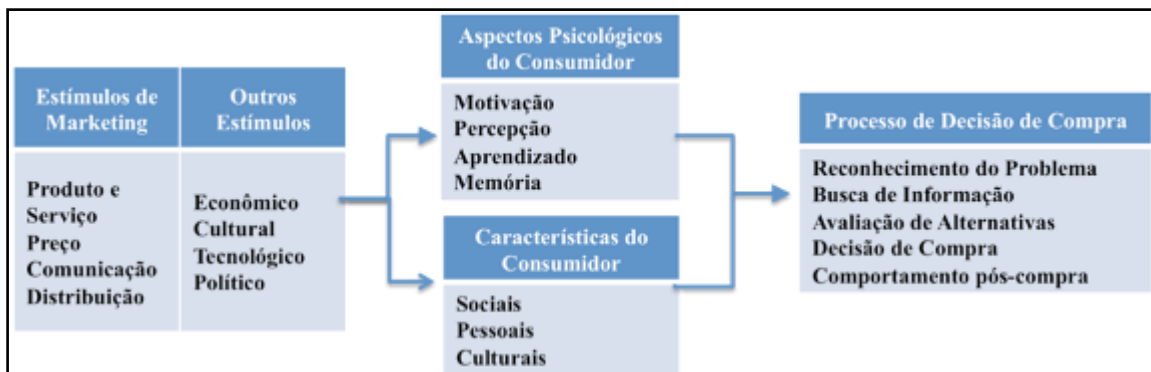 Estímulos de
Marketing
Produto e
Serviço
Preço
Comunicação
Distribuição
Outros
Estímulos
Econômico
Cultural
Tecnológico
Político
Aspectos Psicológicos
do Consumidor
Motivação
Percepção
Aprendizado
Memória
Características do
Consumidor
Sociais
Pessoais
Culturais
Processo de Decisão de Compra
Reconhecimento do Problema
Busca de Informação
Avaliação de Alternativas
Decisão de Compra
Comportamento pós-compra